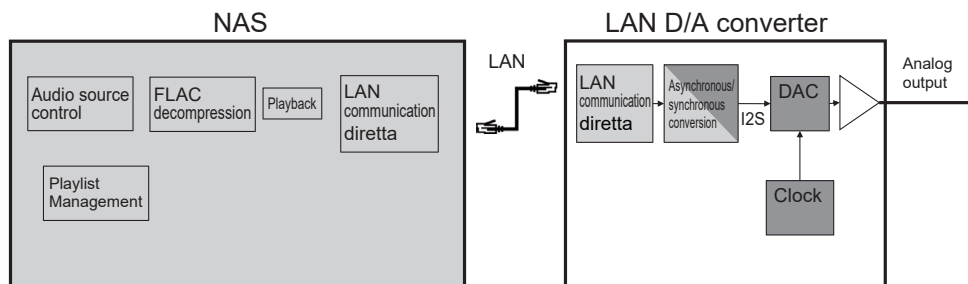 NAS
LAN D/A converter
LAN
Audio source
control
FLAC
decompression
Playback
LAN
communication
diretta
Playlist
Management
LAN
communication
diretta
Asynchronous/
synchronous
conversion
I2S
DAC
Clock
Analog
output